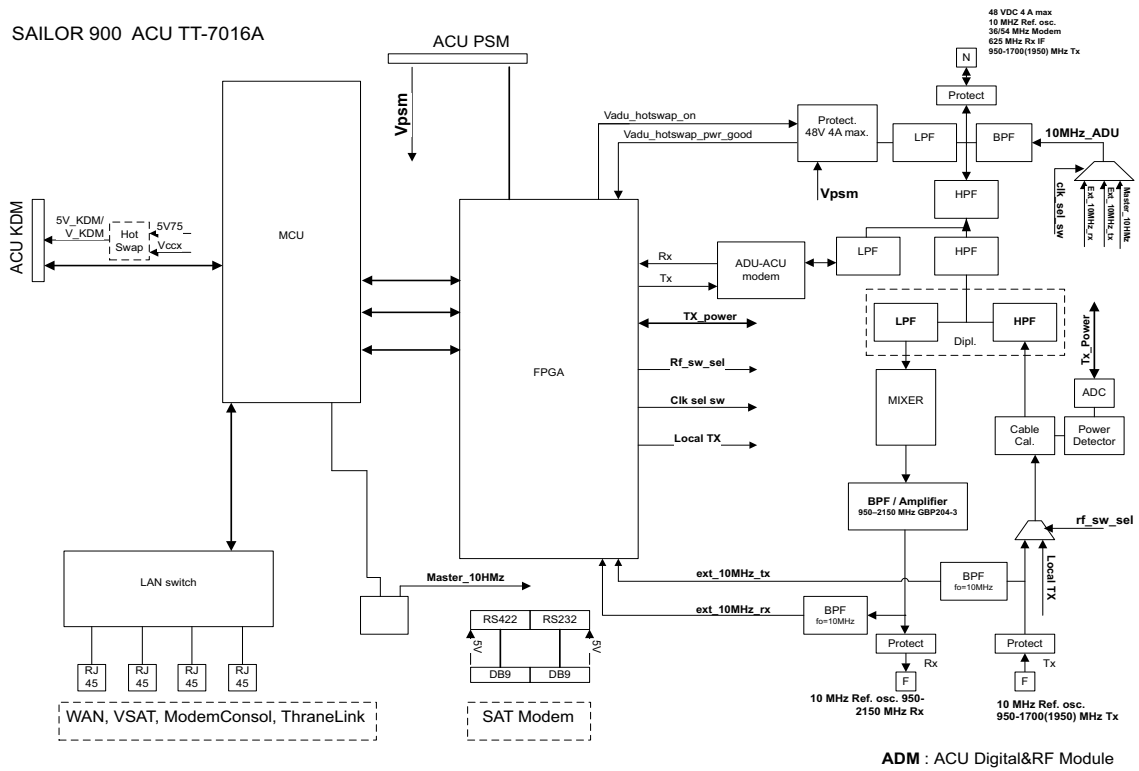 SAILOR 900 ACU TT-7016A
48 VDC 4 A max
10 MHZ Ref. osc.
36/54 MHz Modem
625 MHz Rx IF
950-1700(1950) MHz Tx
ACU PSM
N
Protect
Vpsm
Vadu_hotswap_on
Vadu_hotswap_pwr_good
Protect.
48V 4A max.
LPF
BPF
10MHz_ADU
Vpsm
clk_sel_sw
Ext_10MHz_rx
Ext_10MHz_tx
Master_10HMz
HPF
ACU KDM
5V_KDM/
V_KDM
Hot
Swap
5V75
Vccx
MCU
Rx
Tx
ADU-ACU
modem
LPF
HPF
TX_power
LPF
HPF
Dipl.
Tx_Power
FPGA
Rf_sw_sel
Clk sel sw
Local TX
MIXER
ADC
Cable
Cal.
Power
Detector
BPF / Amplifier
950–2150 MHz GBP204-3
rf_sw_sel
Local TX
LAN switch
Master_10HMz
ext_10MHz_tx
BPF
fo=10MHz
ext_10MHz_rx
BPF
fo=10MHz
RS422
RS232
5V
5V
DB9
DB9
Protect
Rx
F
Protect
Tx
F
RJ
45
RJ
45
RJ
45
RJ
45
WAN, VSAT, ModemConsol, ThraneLink
SAT Modem
10 MHz Ref. osc. 950-
2150 MHz Rx
10 MHz Ref. osc.
950-1700(1950) MHz Tx
ADM : ACU Digital&RF Module